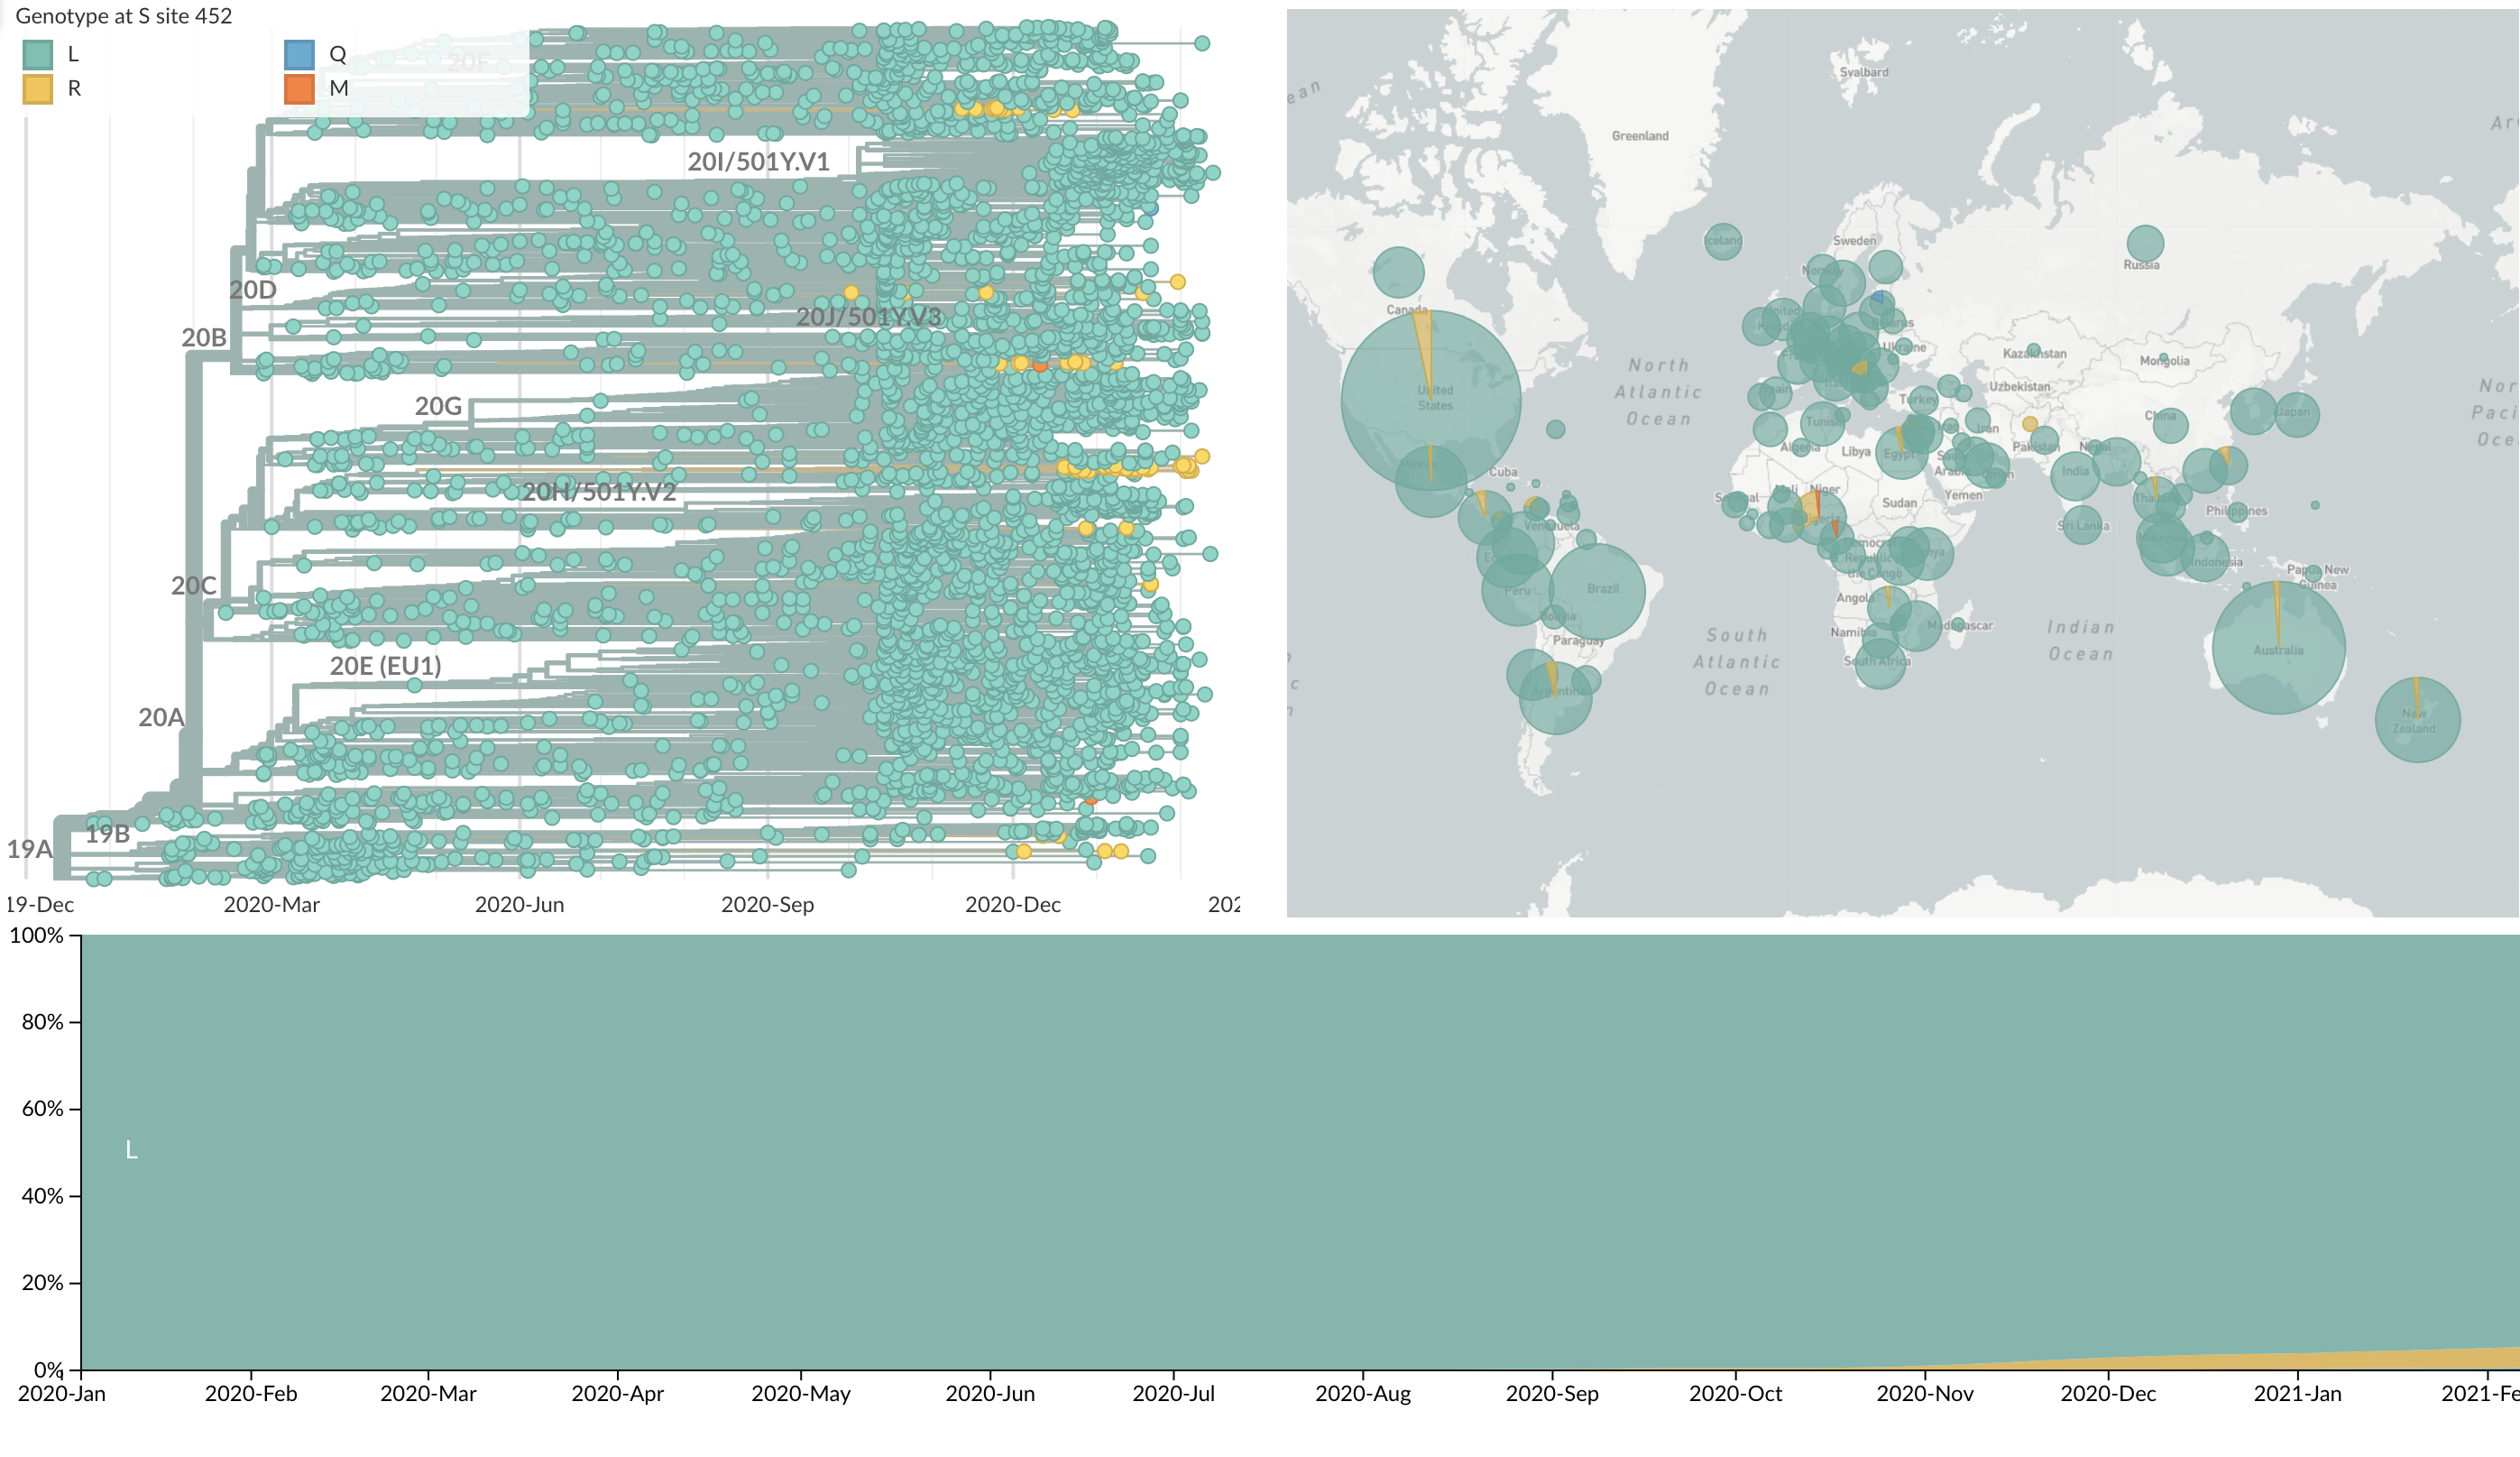 Genotype at S site 452
L
Q
R
M
20F
20I/501Y.V1
20D
20J/501Y.V3
20B
20G
20H/501Y.V2
20C
20E (EU1)
20A
19B
19A
19-Dec
2020-Mar
2020-Jun
2020-Sep
2020-Dec
202
Svalbard
Greenland
Iceland
Sweden
Norway
Russia
Canada
United
Belarus
Ukraine
Kazakhstan
Mongolia
North
Atlantic
Ocean
United
States
Spain
Uzbekistan
Turkey
China
Japan
Tunisia
Iran
Algeria
Libya
Egypt
Pakistan
Nepal
Mexico
Cuba
India
Mali
Niger
Sudan
Yemen
Senegal
Philippines
Venezuela
Sri Lanka
Malaysia
Republic
the Congo
Indonesia
Papua New
Guinea
Peru
Brazil
Angola
Bolivia
Madagascar
Namibia
Paraguay
South
Atlantic
Ocean
Indian
Ocean
Australia
South Africa
Argentina
New
Zealand
100%
80%
60%
L
40%
20%
0%
2020-Jan
2020-Feb
2020-Mar
2020-Apr
2020-May
2020-Jun
2020-Jul
2020-Aug
2020-Sep
2020-Oct
2020-Nov
2020-Dec
2021-Jan
2021-Fe